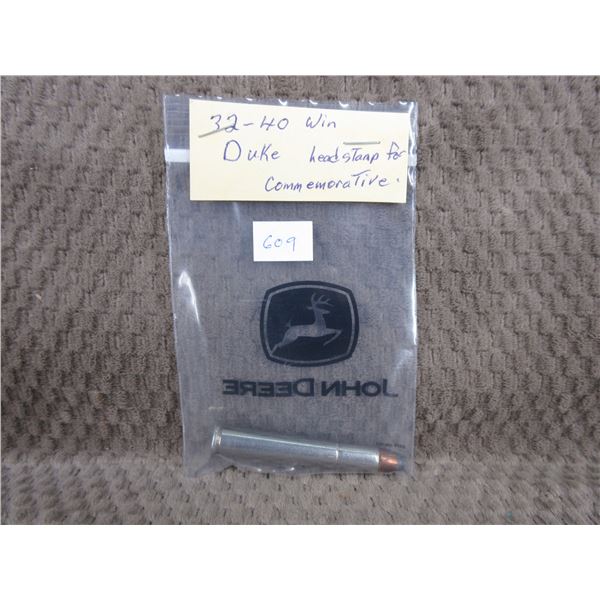 32-40 Win
Duke headstamp for
Commemorative.
609
JOHN DEERE